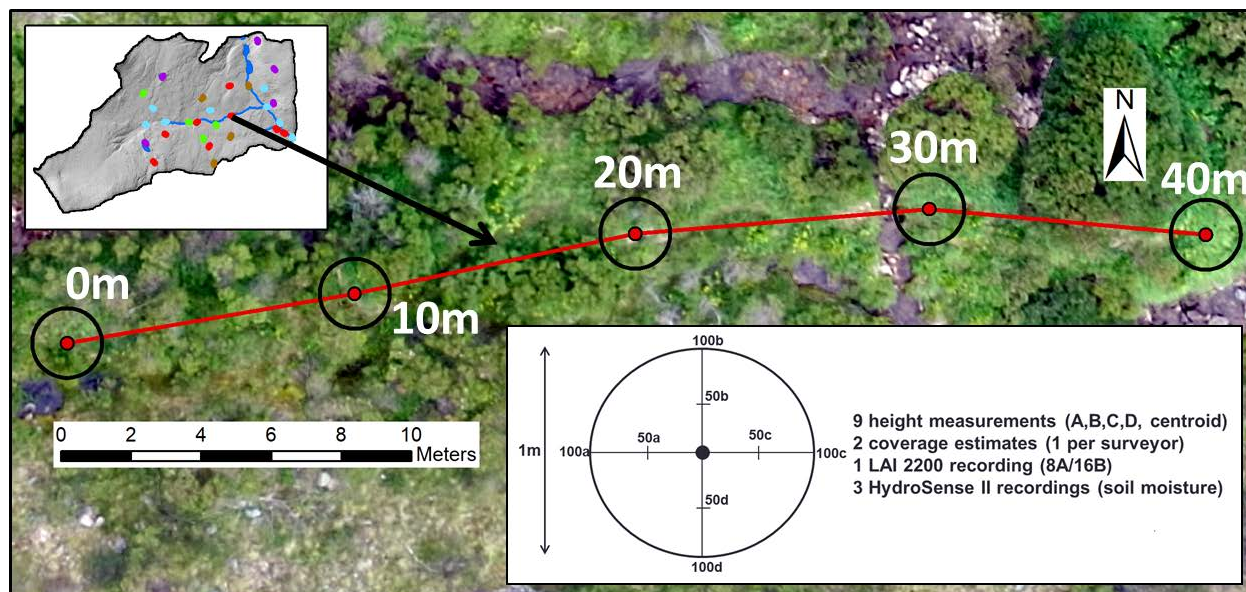 N
0m
10m
20m
30m
40m
0 2 4 6 8 10
Meters
1m
100b
50b
100a
50a
50c
100c
50d
100d
9 height measurements (A,B,C,D, centroid)
2 coverage estimates (1 per surveyor)
1 LAI 2200 recording (8A/16B)
3 HydroSense II recordings (soil moisture)